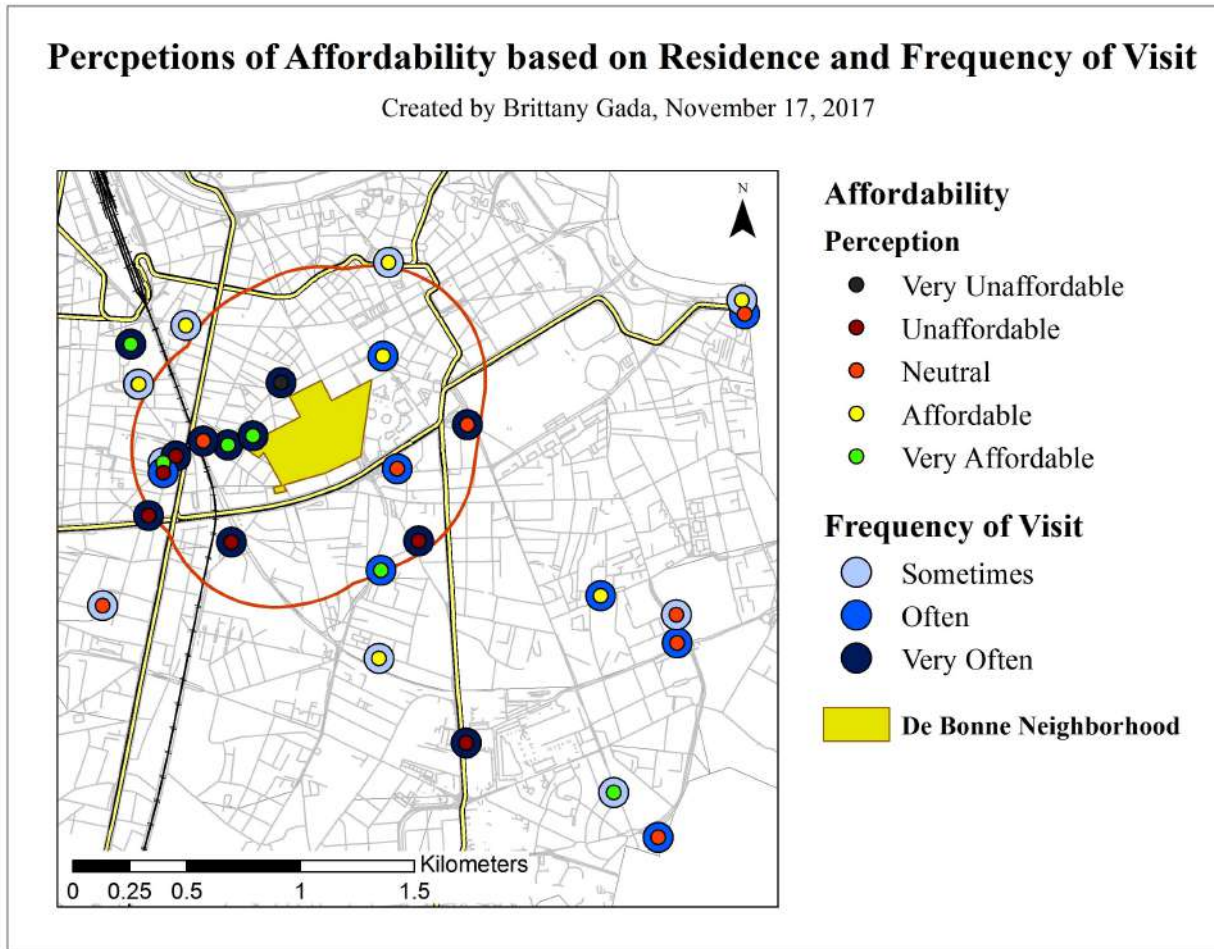 Percpetions of Affordability based on Residence and Frequency of Visit
Created by Brittany Gada, November 17, 2017
N
Kilometers
0 0.25 0.5 1 1.5
Affordability
Perception
Very Unaffordable
Unaffordable
Neutral
Affordable
Very Affordable
Frequency of Visit
Sometimes
Often
Very Often
De Bonne Neighborhood